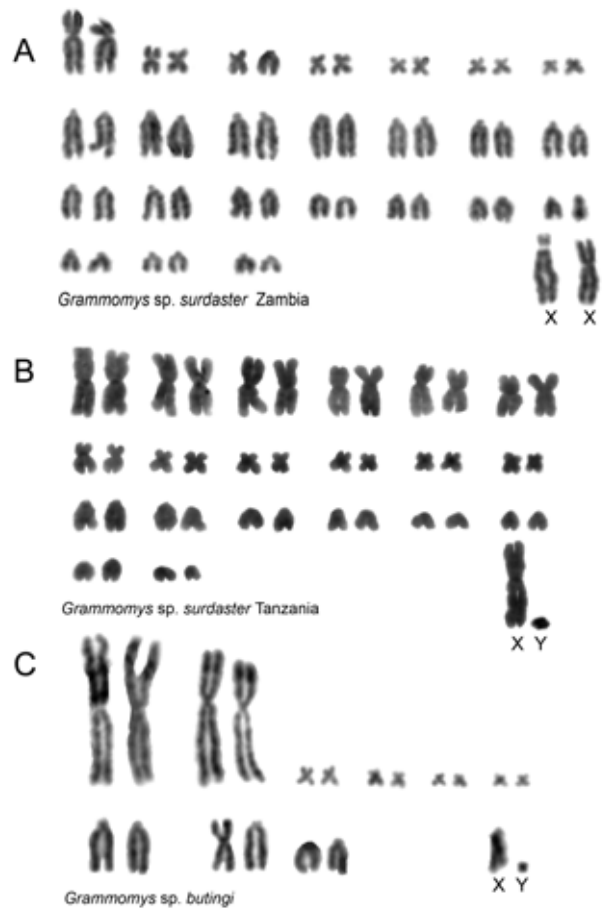 A
X X
Grammomys sp. surdaster Zambia
B
Grammomys sp. surdaster Tanzania
X Y
C
X Y
Grammomys sp. butingi